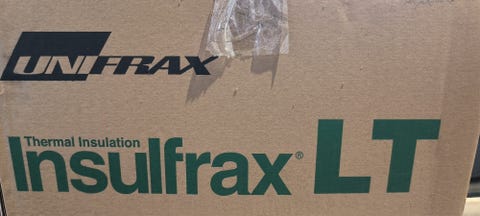 UNIFRAX
Thermal Insulation
Insulfrax® LT